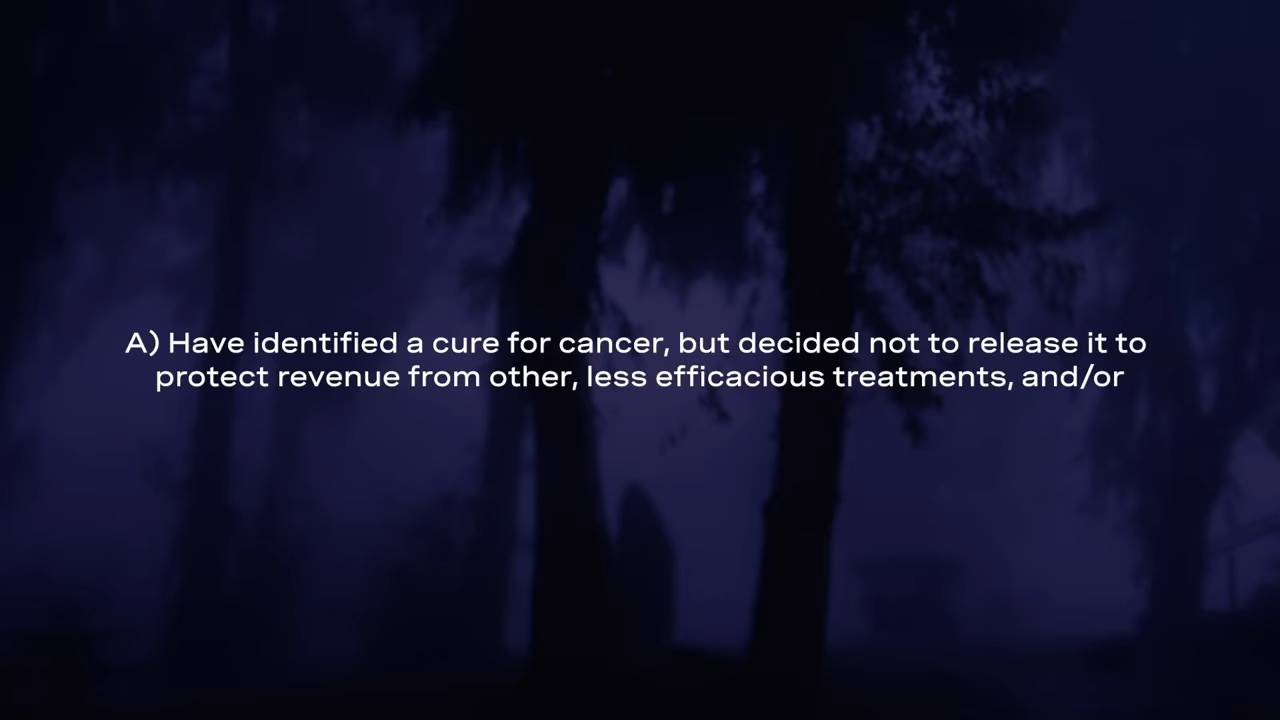 A) Have identified a cure for cancer, but decided not to release it to
protect revenue from other, less efficacious treatments, and/or